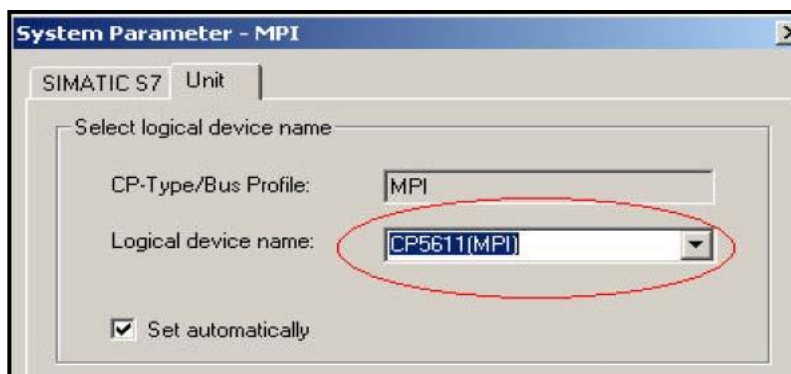 System Parameter - MPI
SIMATIC S7 Unit
Select logical device name
CP-Type/Bus Profile: MPI
Logical device name: CP5611(MPI)
Set automatically